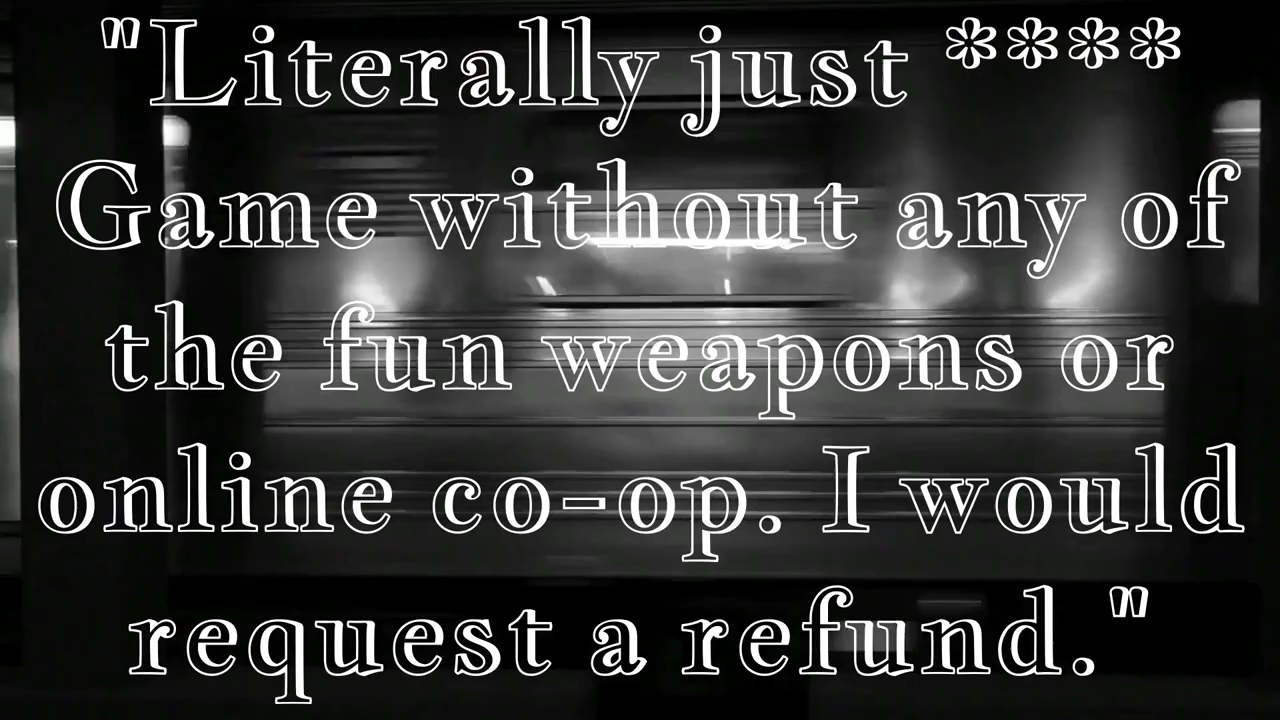 "Literally just ****
Game without any of
the fun weapons or
online co-op. I would
request a refund."